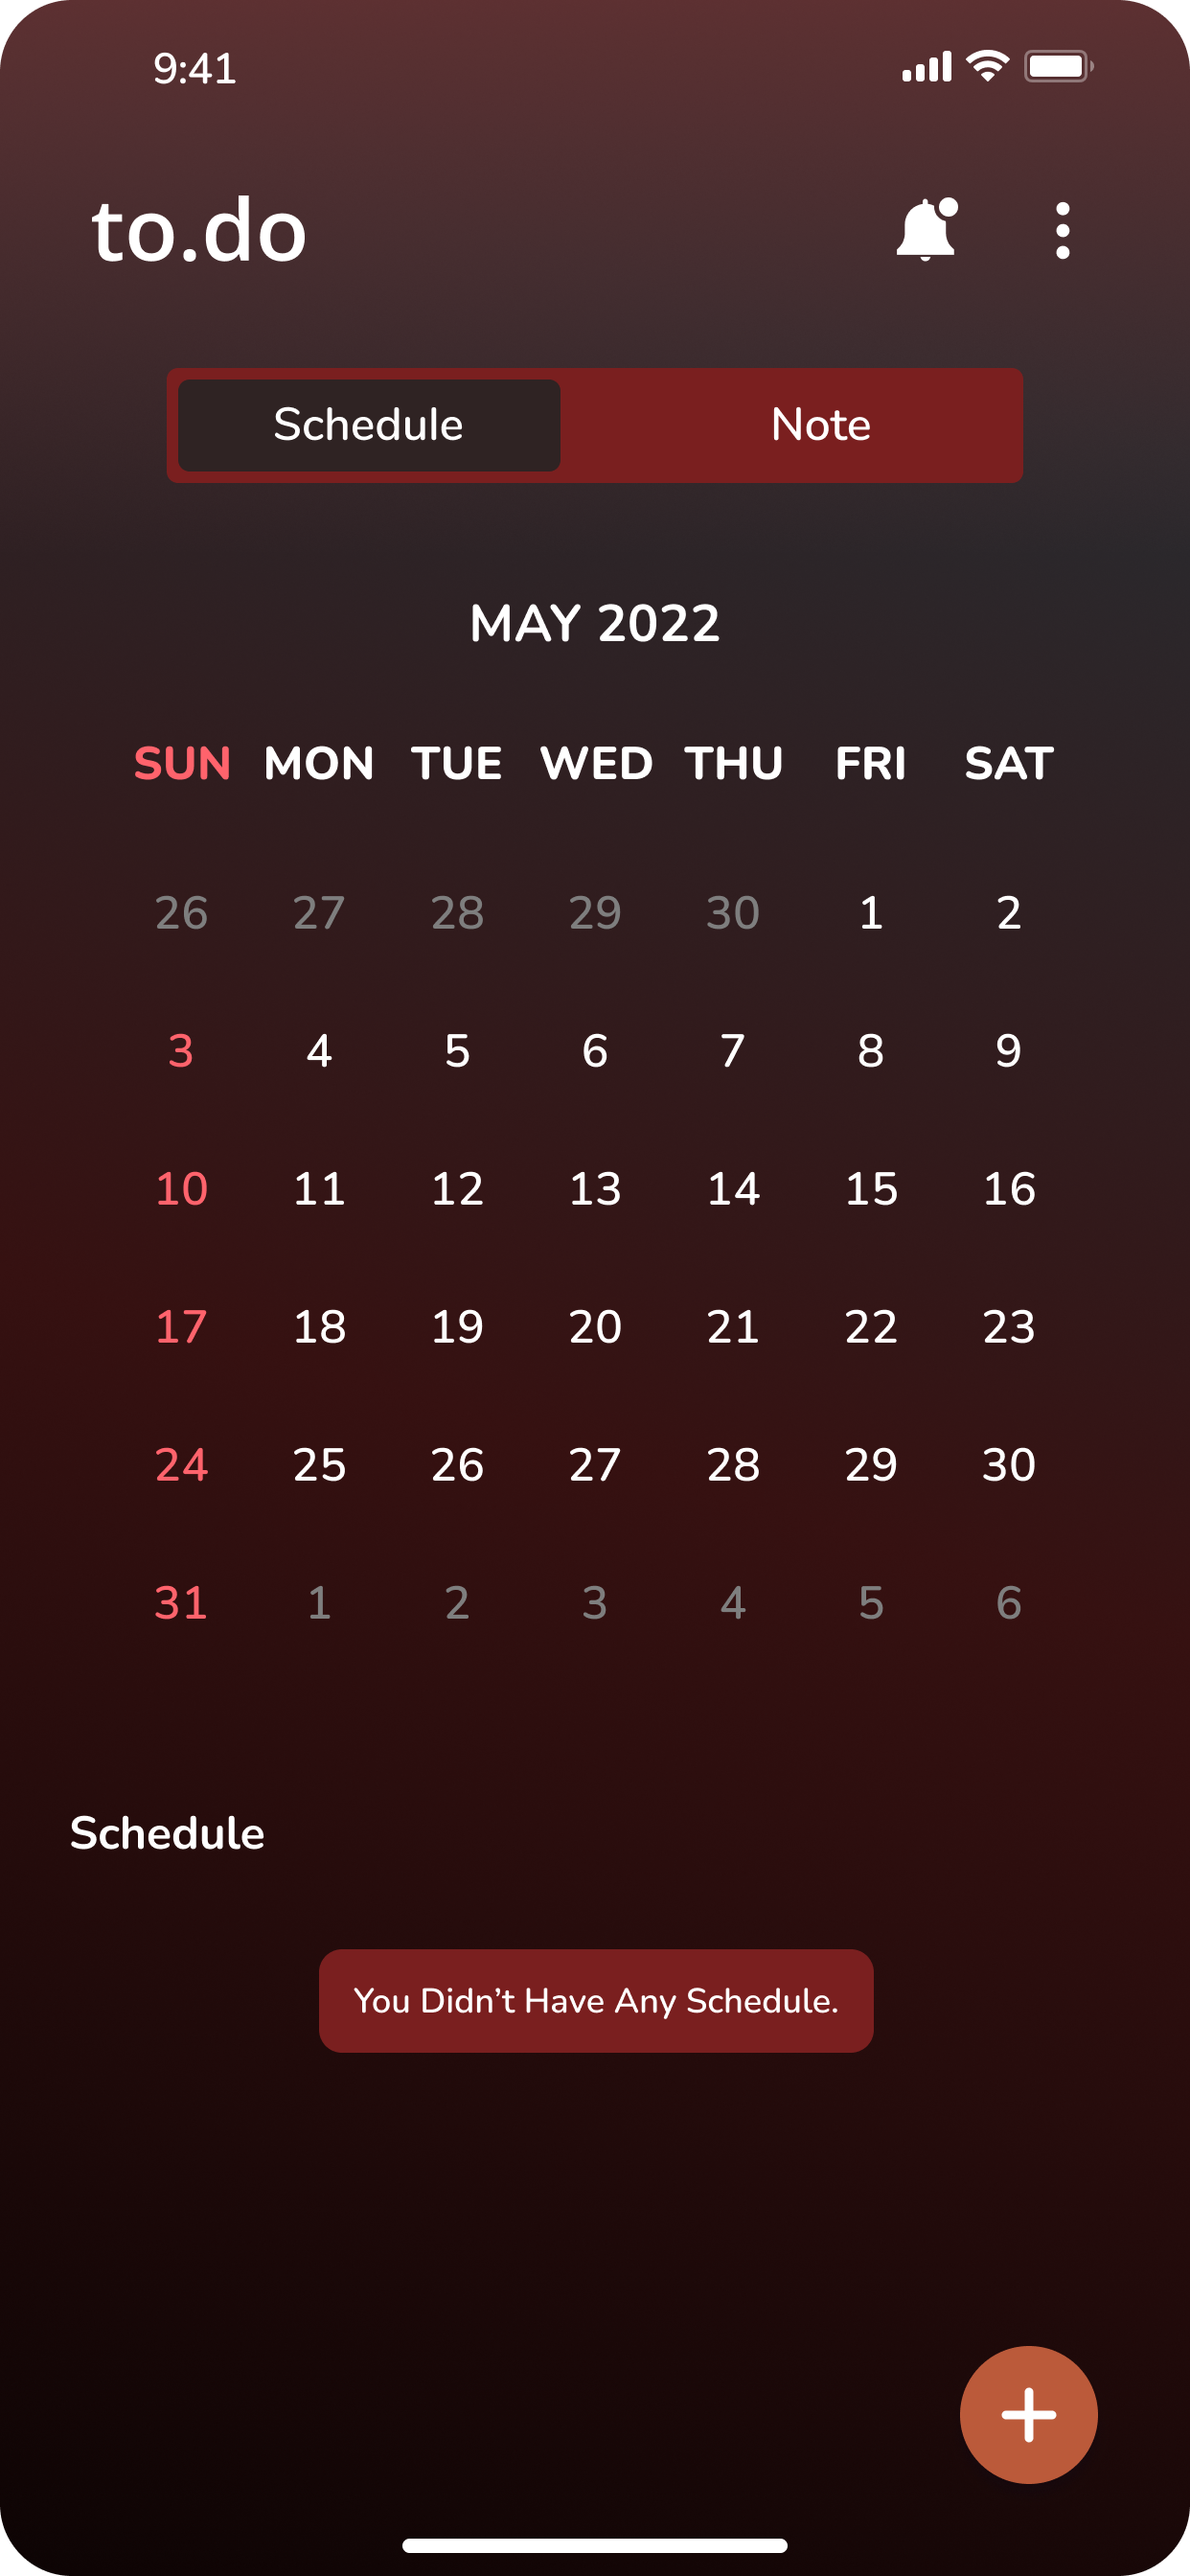 9:41
to.do
Schedule Note
MAY 2022
SUN MON TUE WED THU FRI SAT
26 27 28 29 30 1 2
3 4 5 6 7 8 9
10 11 12 13 14 15 16
17 18 19 20 21 22 23
24 25 26 27 28 29 30
31 1 2 3 4 5 6
Schedule
You Didn’t Have Any Schedule.